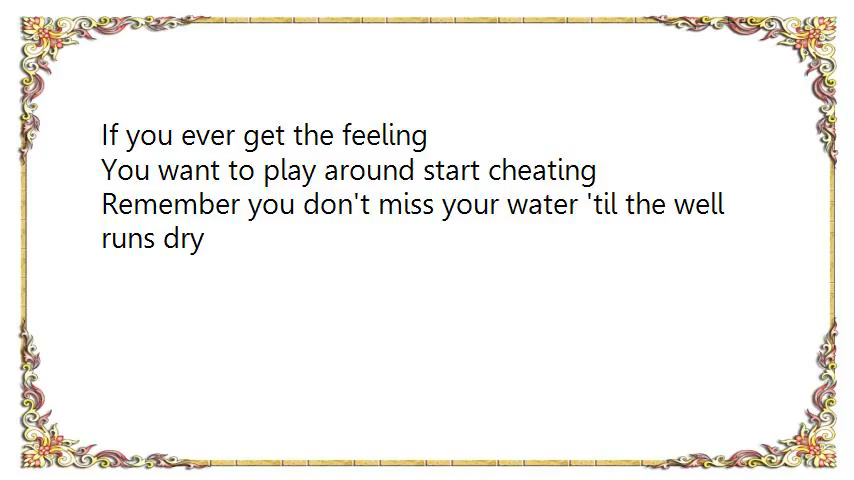 If you ever get the feeling
You want to play around start cheating
Remember you don't miss your water 'til the well
runs dry